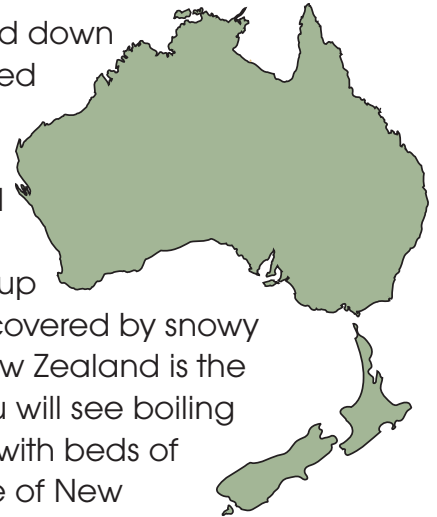 d down
ed
up
covered by snowy
w Zealand is the
u will see boiling
with beds of
e of New